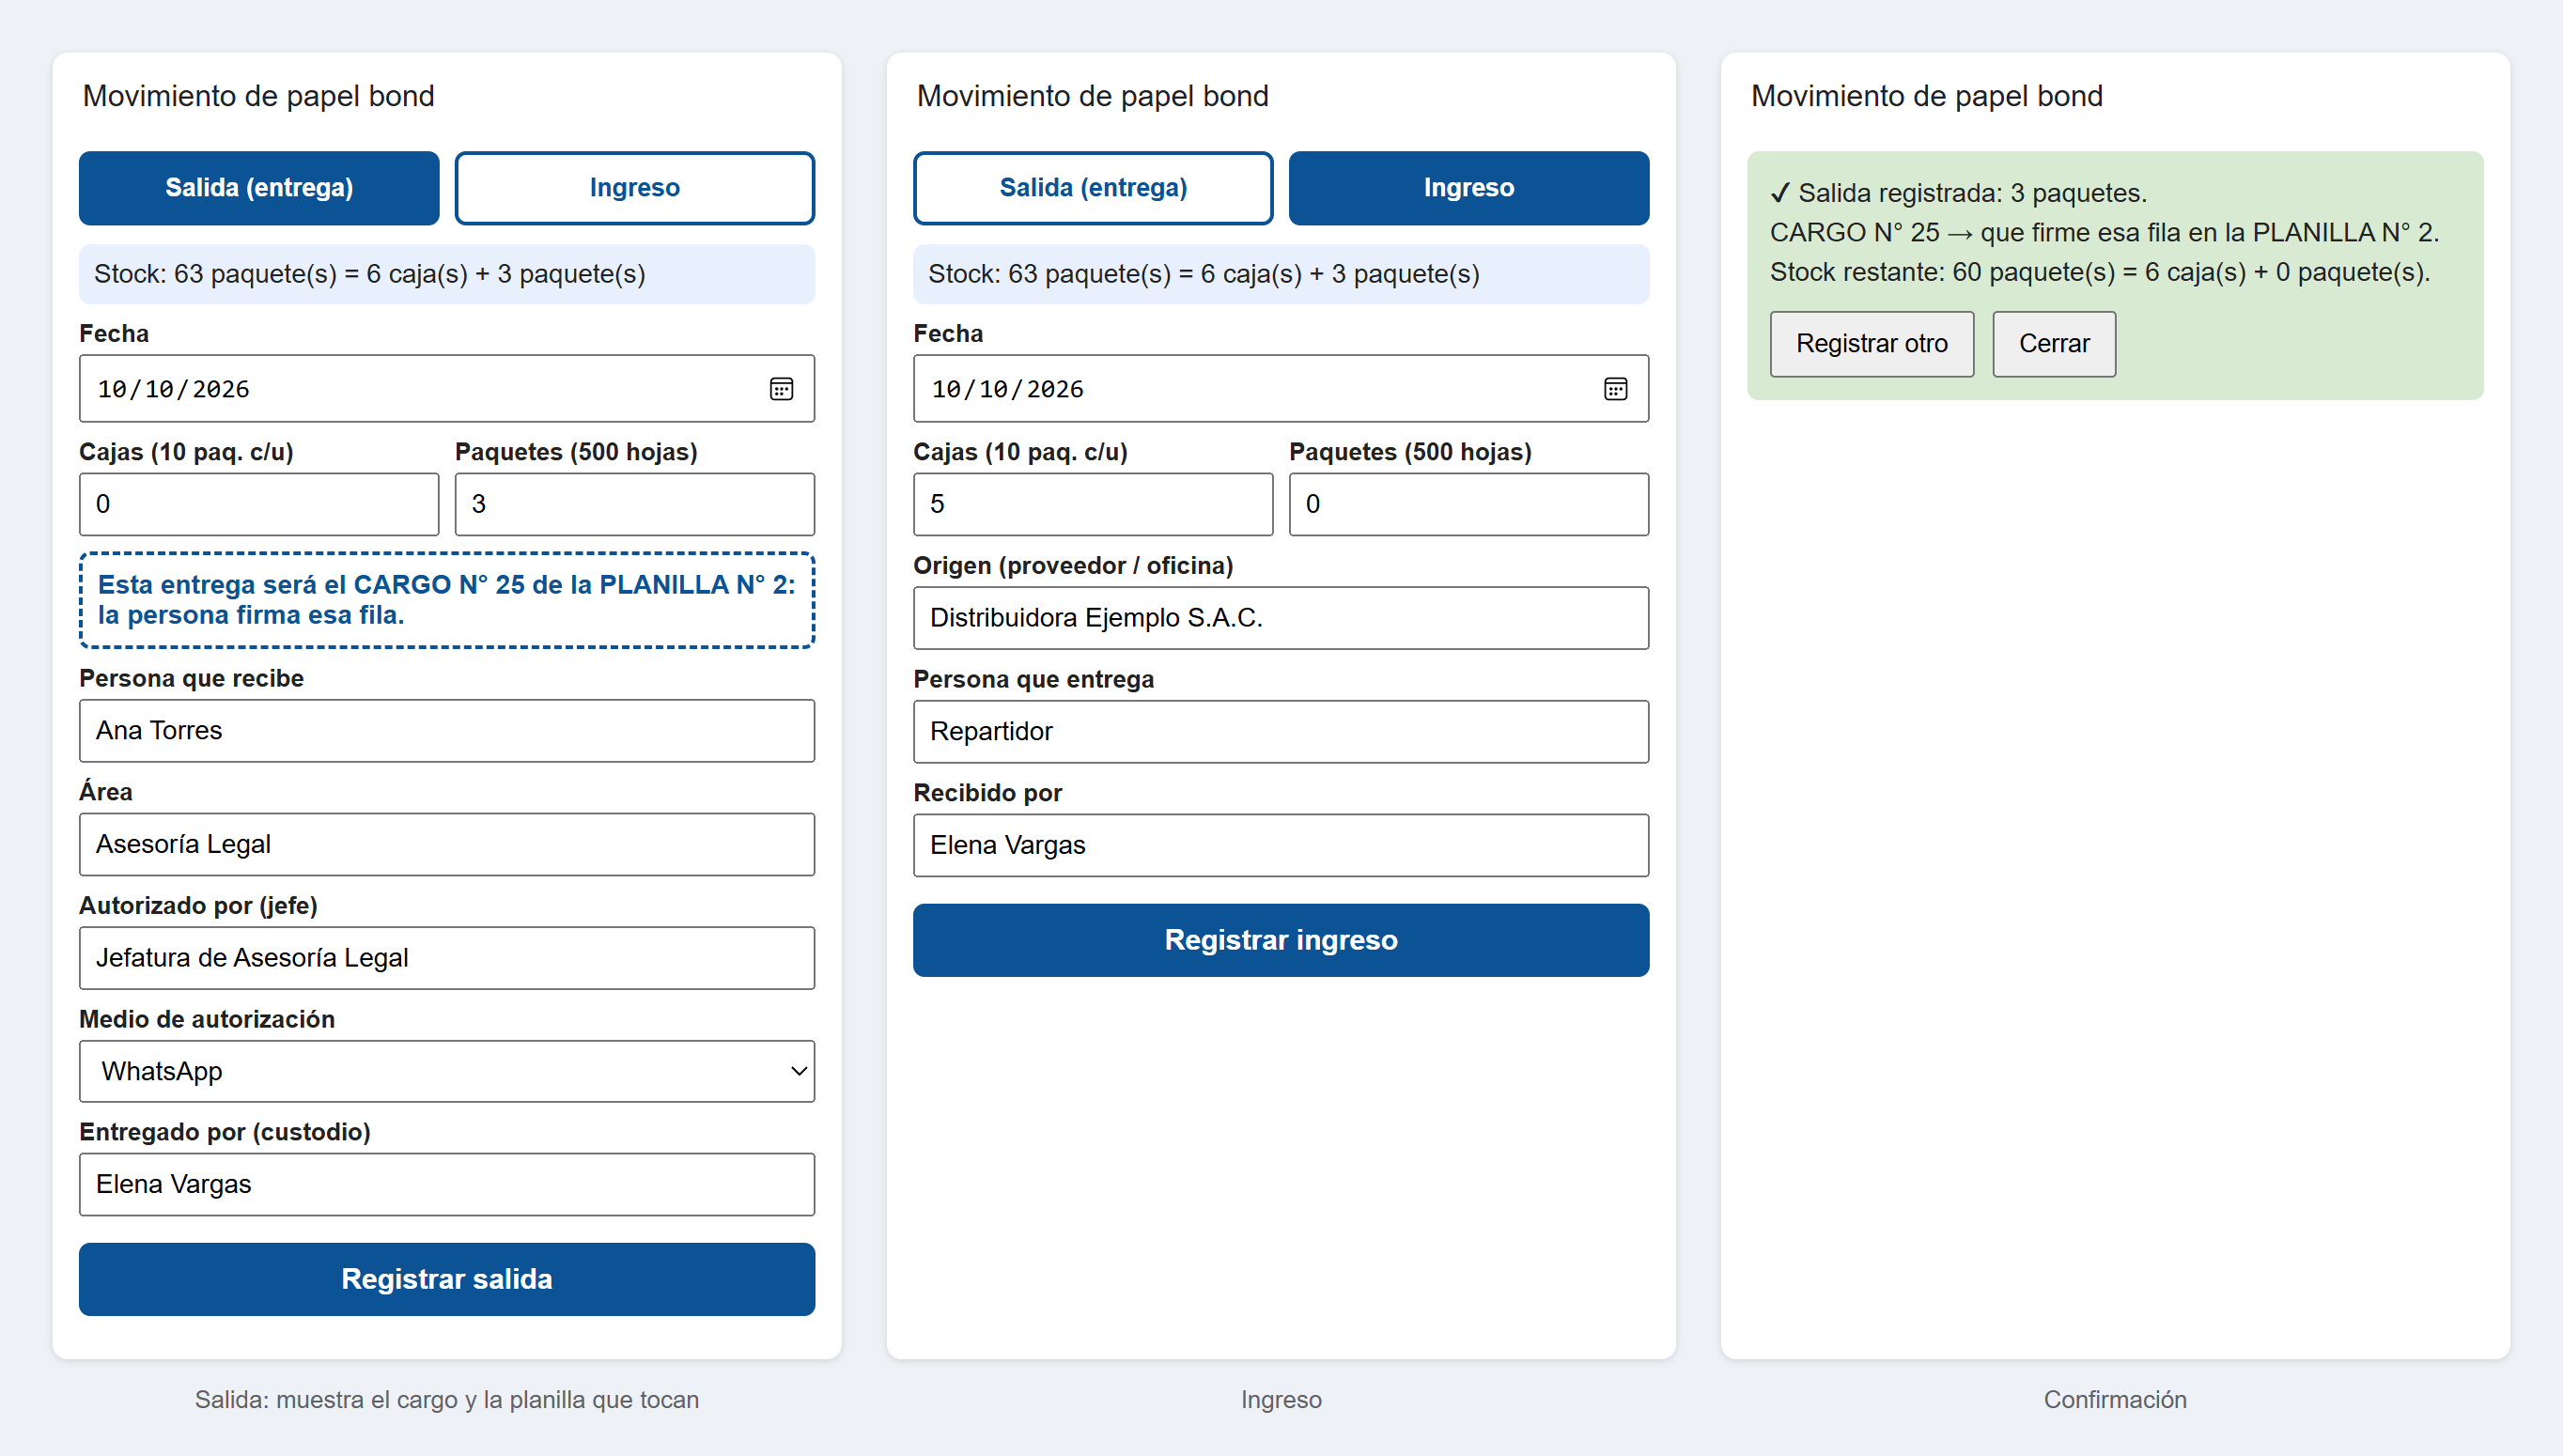 Movimiento de papel bond
Salida (entrega)
Ingreso
Stock: 63 paquete(s) = 6 caja(s) + 3 paquete(s)
Fecha
10/10/2026
Cajas (10 paq. c/u)
Paquetes (500 hojas)
0
3
Esta entrega será el CARGO N° 25 de la PLANILLA N° 2:
la persona firma esa fila.
Persona que recibe
Ana Torres
Área
Asesoría Legal
Autorizado por (jefe)
Jefatura de Asesoría Legal
Medio de autorización
WhatsApp
Entregado por (custodio)
Elena Vargas
Registrar salida
Salida: muestra el cargo y la planilla que tocan
Movimiento de papel bond
Salida (entrega)
Ingreso
Stock: 63 paquete(s) = 6 caja(s) + 3 paquete(s)
Fecha
10/10/2026
Cajas (10 paq. c/u)
Paquetes (500 hojas)
5
0
Origen (proveedor / oficina)
Distribuidora Ejemplo S.A.C.
Persona que entrega
Repartidor
Recibido por
Elena Vargas
Registrar ingreso
Ingreso
Movimiento de papel bond
✓ Salida registrada: 3 paquetes.
CARGO N° 25 → que firme esa fila en la PLANILLA N° 2.
Stock restante: 60 paquete(s) = 6 caja(s) + 0 paquete(s).
Registrar otro
Cerrar
Confirmación